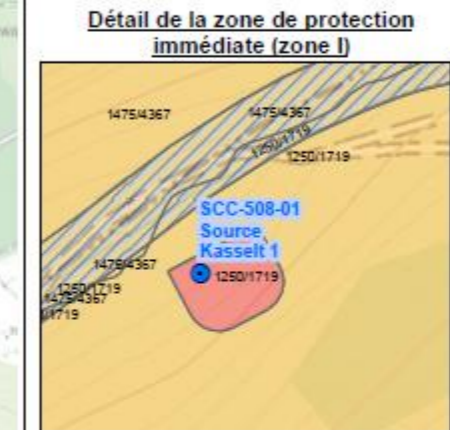 Détail de la zone de protection
immédiate (zone I)
1475/4367
1475/4367
1250/1719
1250/1719
SCC-508-01
Source
Kasselt 1
1475/4367
1250/1719
1250/1719
1475/4367
/1719